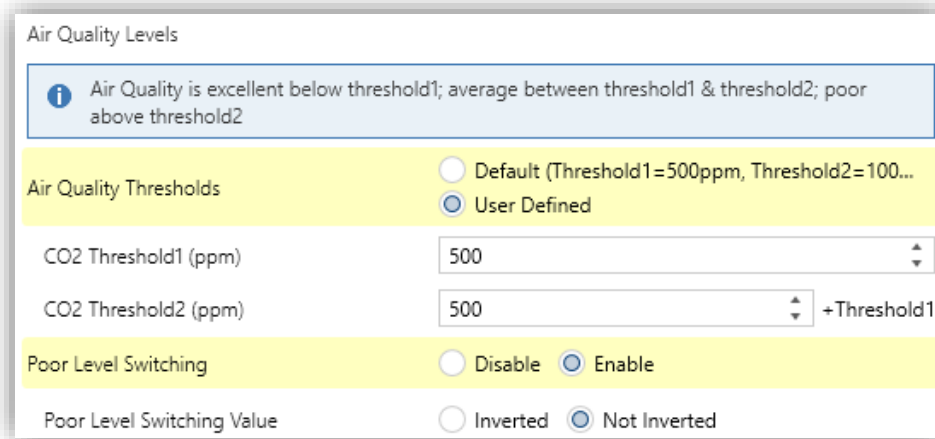 Air Quality Levels
Air Quality is excellent below threshold1; average between threshold1 & threshold2; poor
above threshold2
Air Quality Thresholds
Default (Threshold1=500ppm, Threshold2=100...
User Defined
CO2 Threshold1 (ppm)
500
CO2 Threshold2 (ppm)
500
+Threshold1
Poor Level Switching
Disable
Enable
Poor Level Switching Value
Inverted
Not Inverted